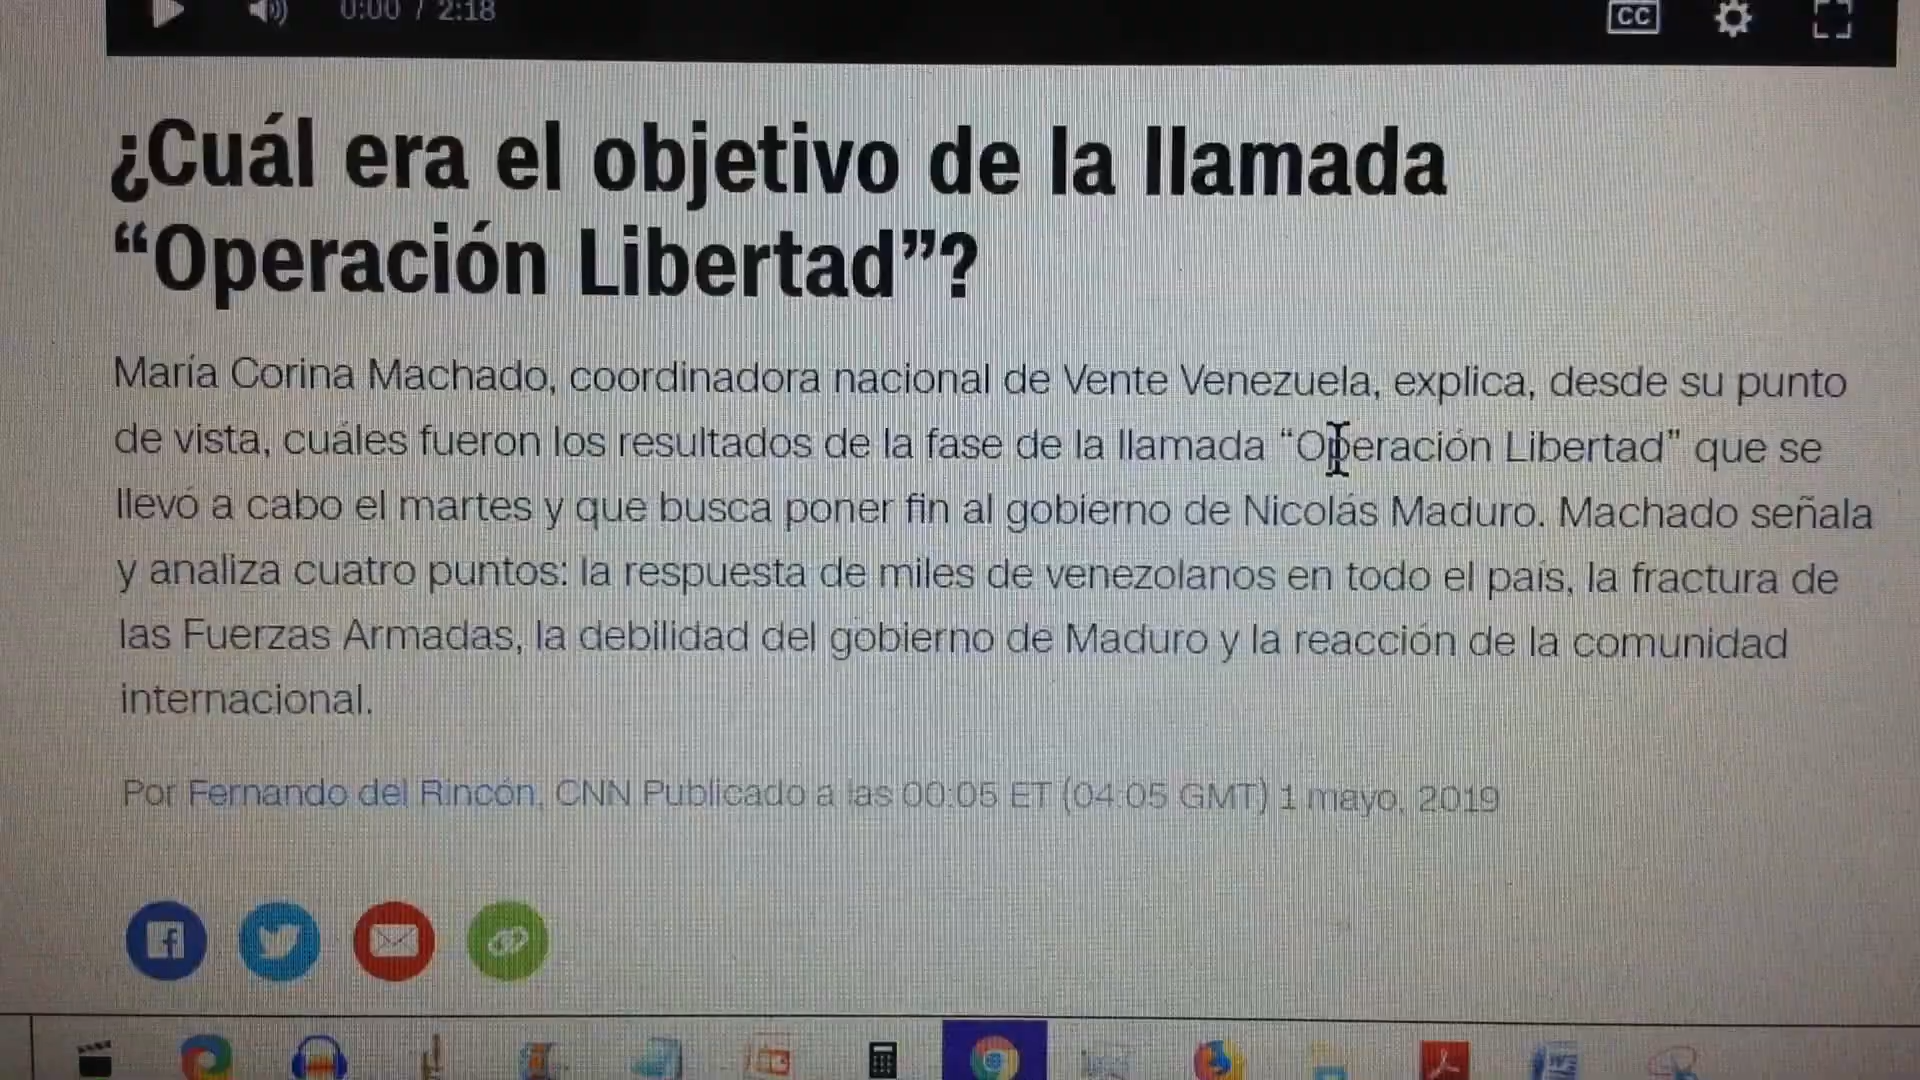 0:00 / 2:18
CC
¿Cuál era el objetivo de la llamada
“Operación Libertad”?
María Corina Machado, coordinadora nacional de Vente Venezuela, explica, desde su punto
de vista, cuáles fueron los resultados de la fase de la llamada “Operación Libertad” que se
llevó a cabo el martes y que busca poner fin al gobierno de Nicolás Maduro. Machado señala
y analiza cuatro puntos: la respuesta de miles de venezolanos en todo el país, la fractura de
las Fuerzas Armadas, la debilidad del gobierno de Maduro y la reacción de la comunidad
internacional.
Por Fernando del Rincón, CNN Publicado a las 00:05 ET (04:05 GMT) 1 mayo, 2019